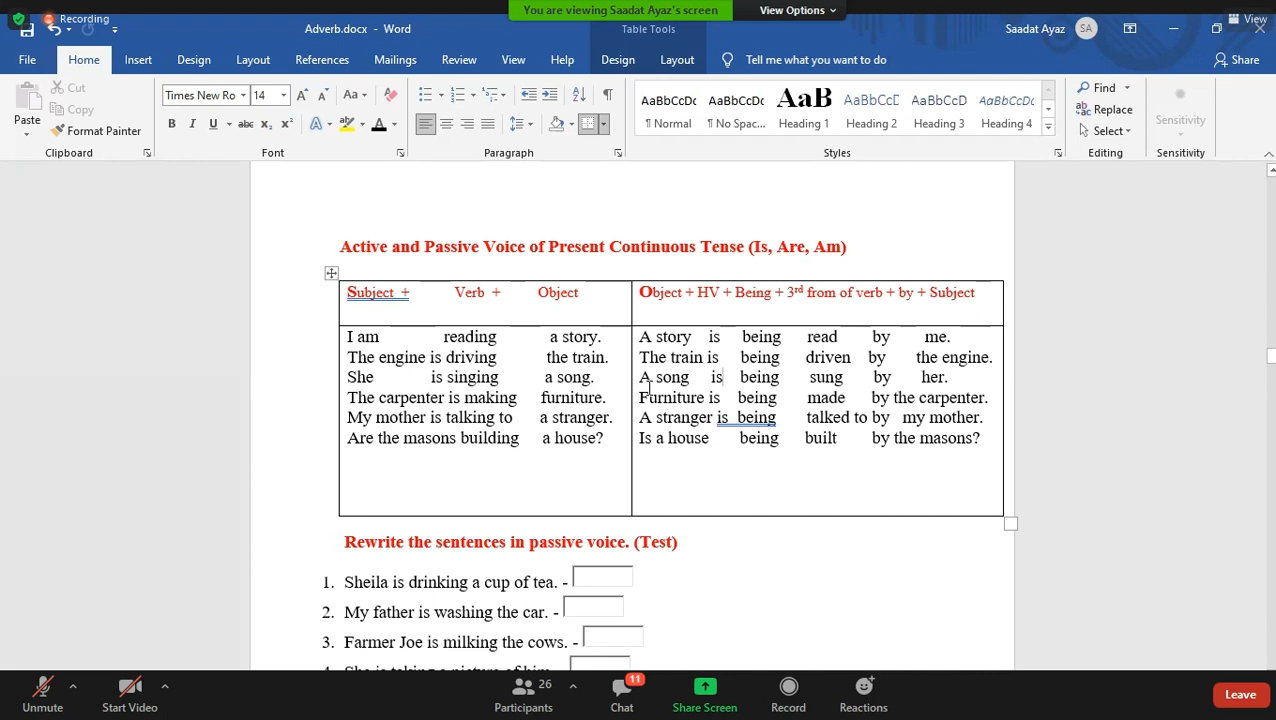 Recording
You are viewing Saadat Ayaz's screen
View Options
View
Adverb.docx - Word
Table Tools
Saadat Ayaz
SA
File Home Insert Design Layout References Mailings Review View Help Design Layout Tell me what you want to do Share
Paste
Cut
Copy
Format Painter
Clipboard
Times New Ro 14
Font
Paragraph
AaBbCcDc AaBbCcDc AaB AaBbCcDc AaBbCcDc AaBbCcDc
¶ Normal ¶ No Spac... Heading 1 Heading 2 Heading 3 Heading 4
Styles
Find
Replace
Select
Editing
Sensitivity
Sensitivity
Active and Passive Voice of Present Continuous Tense (Is, Are, Am)
Subject + Verb + Object
Object + HV + Being + 3rd from of verb + by + Subject
I am reading a story.
A story is being read by me.
The engine is driving the train.
The train is being driven by the engine.
She is singing a song.
A song is being sung by her.
The carpenter is making furniture.
Furniture is being made by the carpenter.
My mother is talking to a stranger.
A stranger is being talked to by my mother.
Are the masons building a house?
Is a house being built by the masons?
Rewrite the sentences in passive voice. (Test)
1. Sheila is drinking a cup of tea. -
2. My father is washing the car. -
3. Farmer Joe is milking the cows. -
4. She is taking a picture of him. -
Unmute
Start Video
26
Participants
11
Chat
Share Screen
Record
Reactions
Leave